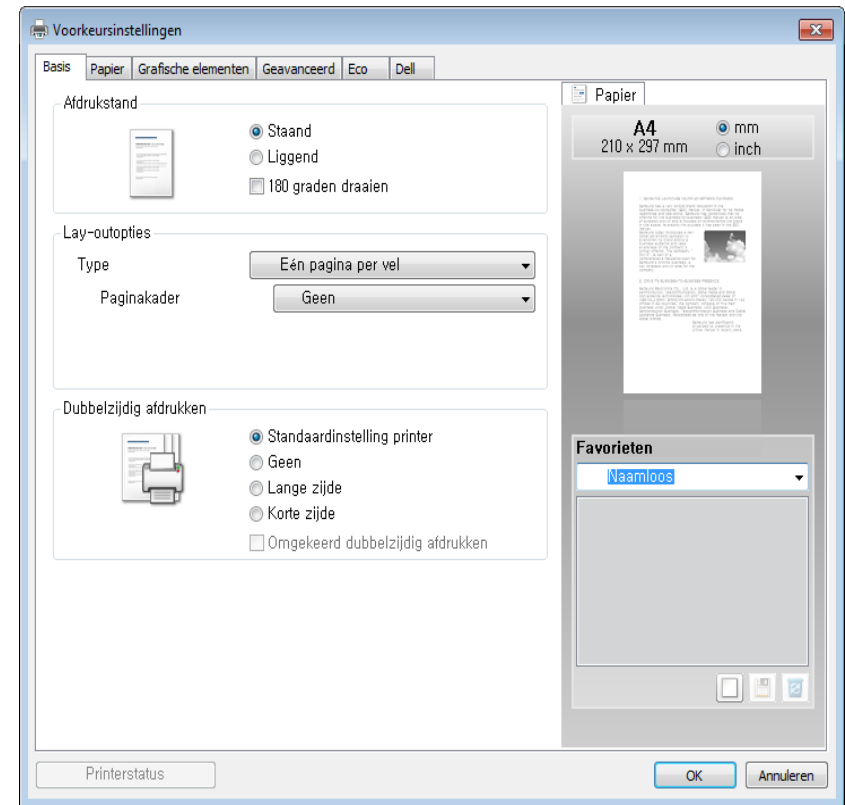 Voorkeursinstellingen
Basis Papier Grafische elementen Geavanceerd Eco Dell
Afdrukstand
Staand
Liggend
180 graden draaien
Lay-outopties
Type Eén pagina per vel
Paginakader Geen
Dubbelzijdig afdrukken
Standaardinstelling printer
Geen
Lange zijde
Korte zijde
Omgekeerd dubbelzijdig afdrukken
Papier
A4
210 x 297 mm
mm
inch
Favorieten
Naamloos
Printerstatus
OK Annuleren